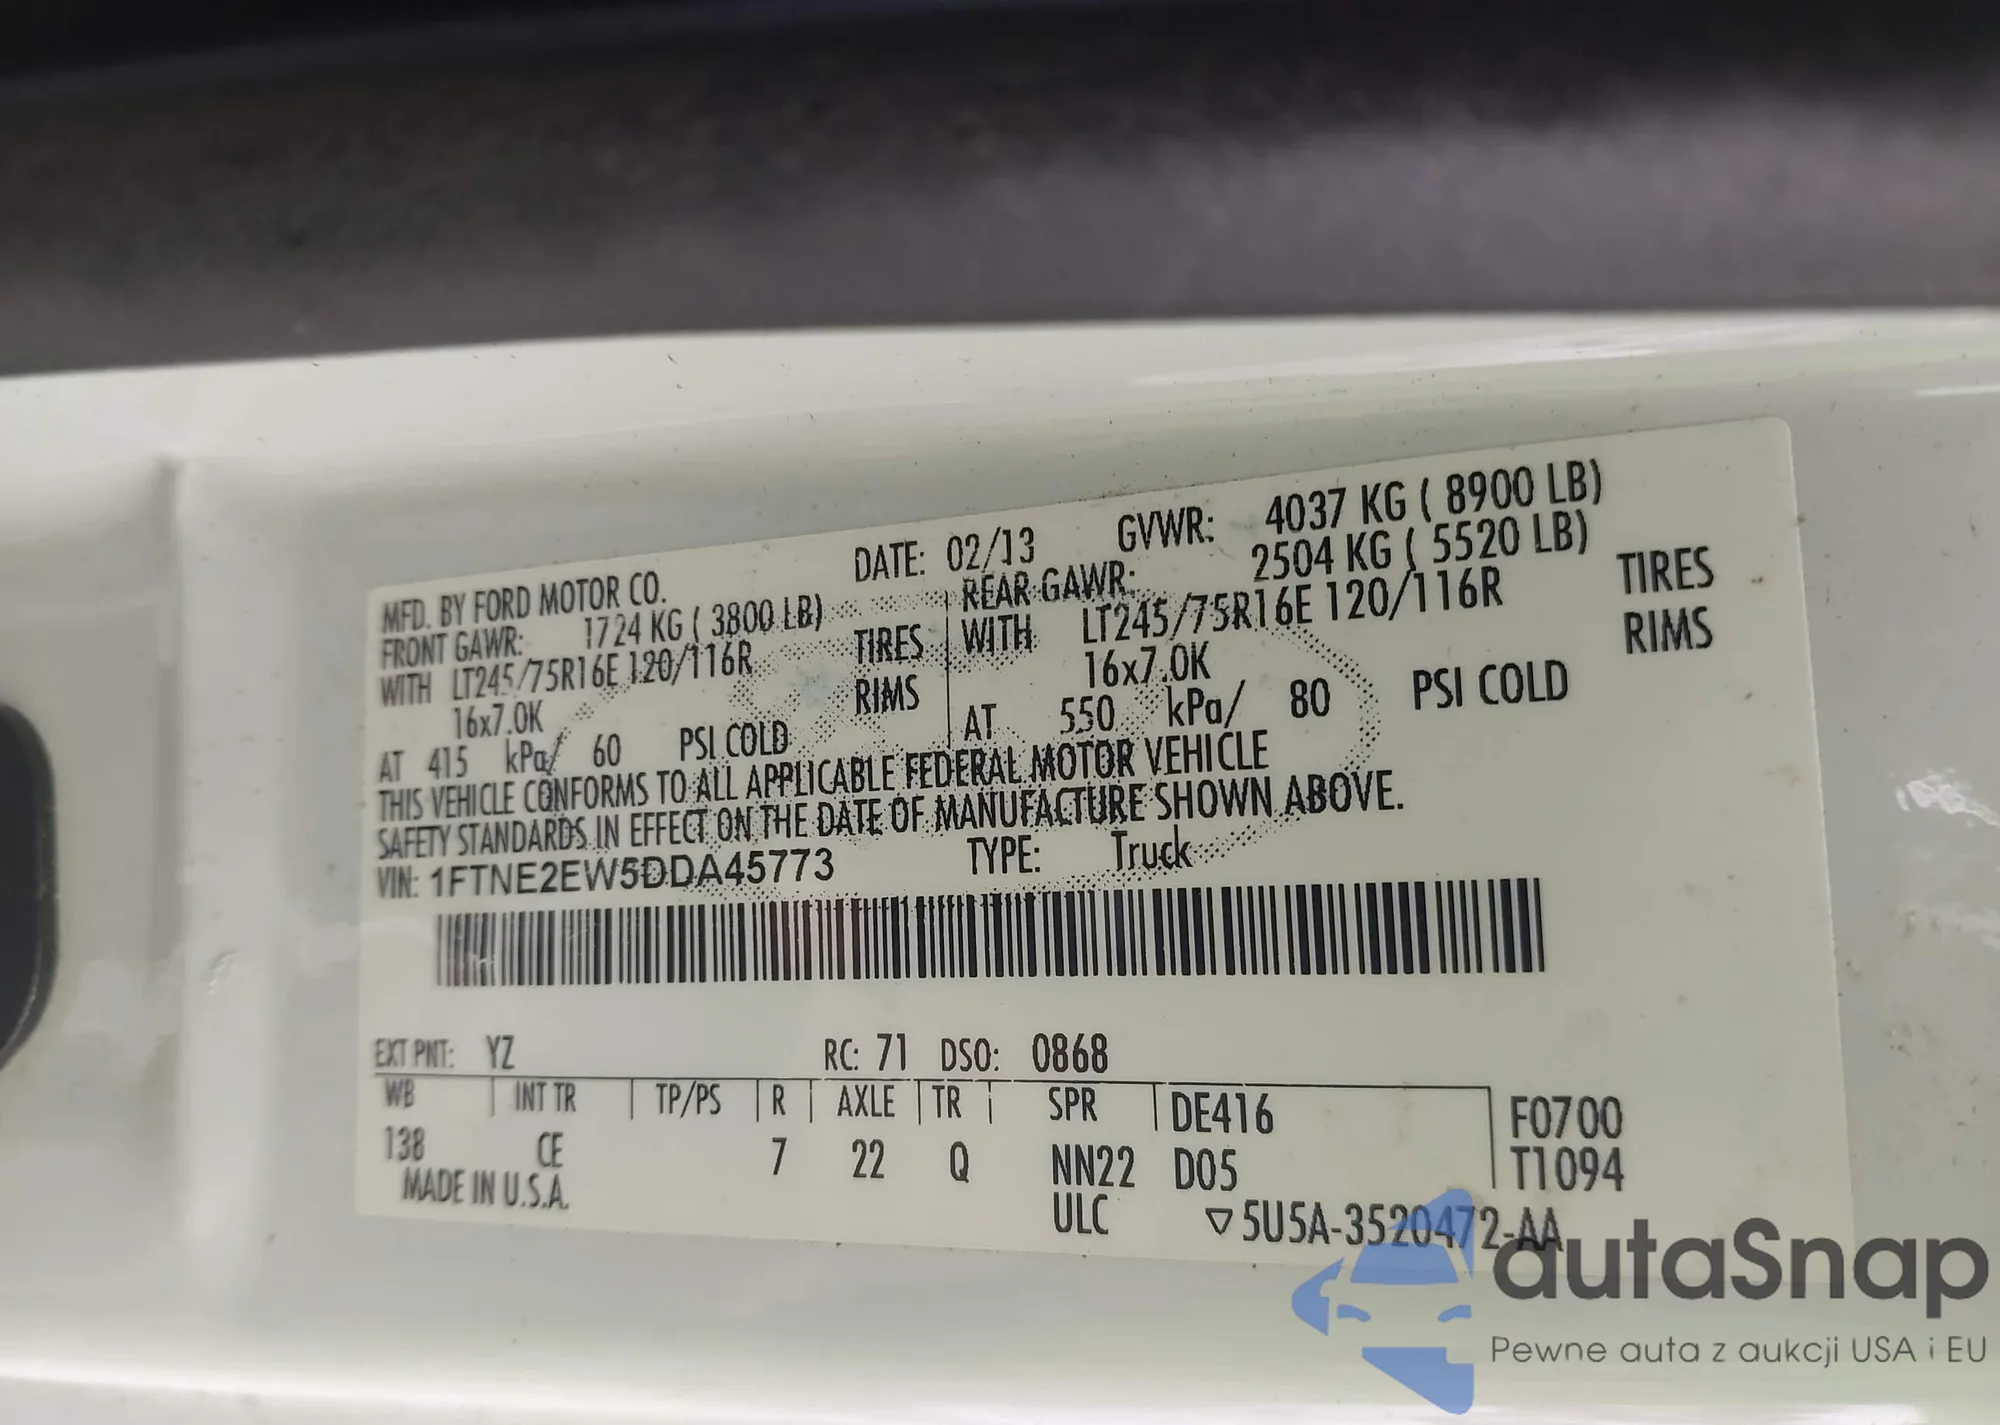 MFD. BY FORD MOTOR CO. DATE: 02/13 GVWR: 4037 KG ( 8900 LB)
FRONT GAWR: 1724 KG ( 3800 LB) REAR GAWR: 2504 KG ( 5520 LB)
WITH LT245/75R16E 120/116R TIRES WITH LT245/75R16E 120/116R TIRES
16x7.0K RIMS 16x7.0K RIMS
AT 415 kPa/ 60 PSI COLD AT 550 kPa/ 80 PSI COLD
THIS VEHICLE CONFORMS TO ALL APPLICABLE FEDERAL MOTOR VEHICLE
SAFETY STANDARDS IN EFFECT ON THE DATE OF MANUFACTURE SHOWN ABOVE.
VIN: 1FTNE2EW5DDA45773 TYPE: Truck
EXT PNT: YZ RC: 71 DSO: 0868
WB INT TR TP/PS R AXLE TR SPR DE416 F0700
138 CE 7 22 Q NN22 D05 T1094
MADE IN U.S.A. ULC ▽5U5A-3520472-AA
autaSnap
Pewne auta z aukcji USA i EU